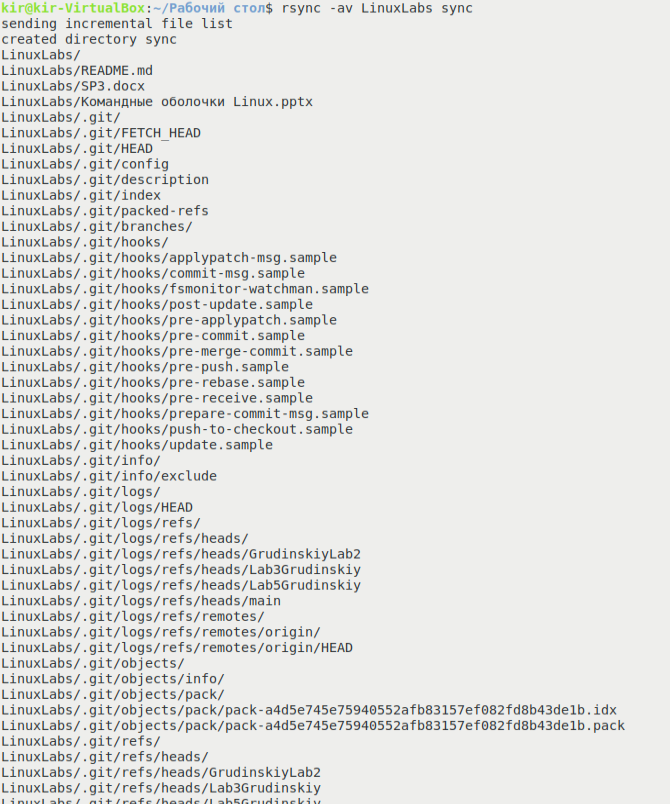 kir@kir-VirtualBox:~/Рабочий стол$ rsync -av LinuxLabs sync
sending incremental file list
created directory sync
LinuxLabs/
LinuxLabs/README.md
LinuxLabs/SP3.docx
LinuxLabs/Командные оболочки Linux.pptx
LinuxLabs/.git/
LinuxLabs/.git/FETCH_HEAD
LinuxLabs/.git/HEAD
LinuxLabs/.git/config
LinuxLabs/.git/description
LinuxLabs/.git/index
LinuxLabs/.git/packed-refs
LinuxLabs/.git/branches/
LinuxLabs/.git/hooks/
LinuxLabs/.git/hooks/applypatch-msg.sample
LinuxLabs/.git/hooks/commit-msg.sample
LinuxLabs/.git/hooks/fsmonitor-watchman.sample
LinuxLabs/.git/hooks/post-update.sample
LinuxLabs/.git/hooks/pre-applypatch.sample
LinuxLabs/.git/hooks/pre-commit.sample
LinuxLabs/.git/hooks/pre-merge-commit.sample
LinuxLabs/.git/hooks/pre-push.sample
LinuxLabs/.git/hooks/pre-rebase.sample
LinuxLabs/.git/hooks/pre-receive.sample
LinuxLabs/.git/hooks/prepare-commit-msg.sample
LinuxLabs/.git/hooks/push-to-checkout.sample
LinuxLabs/.git/hooks/update.sample
LinuxLabs/.git/info/
LinuxLabs/.git/info/exclude
LinuxLabs/.git/logs/
LinuxLabs/.git/logs/HEAD
LinuxLabs/.git/logs/refs/
LinuxLabs/.git/logs/refs/heads/
LinuxLabs/.git/logs/refs/heads/GrudinskiyLab2
LinuxLabs/.git/logs/refs/heads/Lab3Grudinskiy
LinuxLabs/.git/logs/refs/heads/Lab5Grudinskiy
LinuxLabs/.git/logs/refs/heads/main
LinuxLabs/.git/logs/refs/remotes/
LinuxLabs/.git/logs/refs/remotes/origin/
LinuxLabs/.git/logs/refs/remotes/origin/HEAD
LinuxLabs/.git/objects/
LinuxLabs/.git/objects/info/
LinuxLabs/.git/objects/pack/
LinuxLabs/.git/objects/pack/pack-a4d5e745e75940552afb83157ef082fd8b43de1b.idx
LinuxLabs/.git/objects/pack/pack-a4d5e745e75940552afb83157ef082fd8b43de1b.pack
LinuxLabs/.git/refs/
LinuxLabs/.git/refs/heads/
LinuxLabs/.git/refs/heads/GrudinskiyLab2
LinuxLabs/.git/refs/heads/Lab3Grudinskiy
LinuxLabs/.git/refs/heads/Lab5Grudinskiy